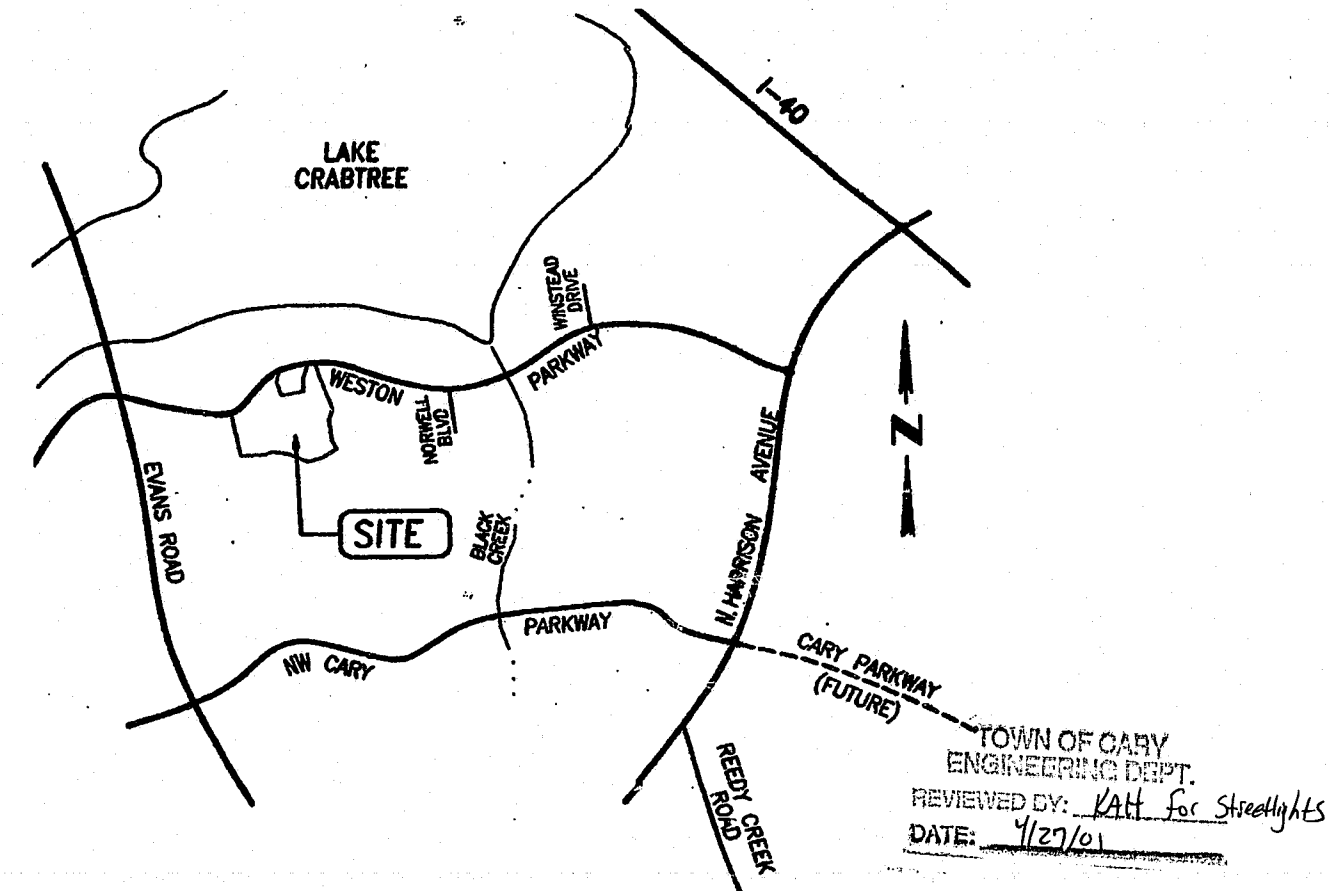 I-40
LAKE
CRABTREE
WINSTEAD
DRIVE
WESTON
PARKWAY
NORWELL
BLVD
N
EVANS ROAD
SITE
BLACK
CREEK
N. HARRISON AVENUE
NW CARY
PARKWAY
CARY PARKWAY
(FUTURE)
REEDY CREEK
ROAD
TOWN OF CARY
ENGINEERING DEPT.
REVIEWED BY: KAH for Streetlights
DATE: 4/27/01